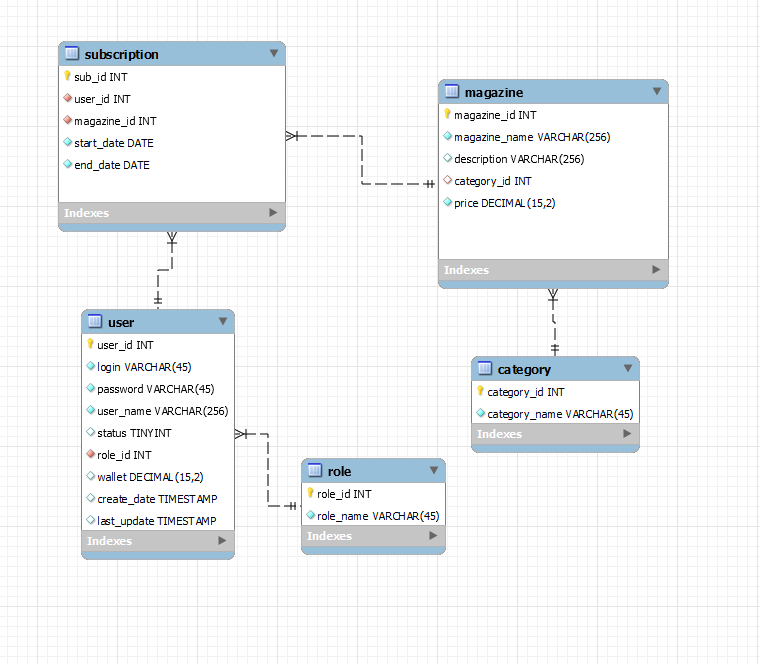 subscription
sub_id INT
user_id INT
magazine_id INT
start_date DATE
end_date DATE
Indexes
magazine
magazine_id INT
magazine_name VARCHAR(256)
description VARCHAR(256)
category_id INT
price DECIMAL(15,2)
Indexes
user
user_id INT
login VARCHAR(45)
password VARCHAR(45)
user_name VARCHAR(256)
status TINYINT
role_id INT
wallet DECIMAL(15,2)
create_date TIMESTAMP
last_update TIMESTAMP
Indexes
category
category_id INT
category_name VARCHAR(45)
Indexes
role
role_id INT
role_name VARCHAR(45)
Indexes